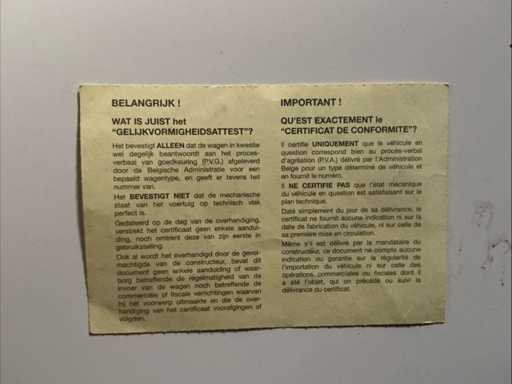 BELANGRIJK !
WAT IS JUIST het
"GELIJKVORMIGHEIDSATTEST"?
Het bevestigt ALLEEN dat de wagen in kwestie
wel degelijk beantwoordt aan het proces-
verbaal van goedkeuring (P.V.G.) afgeleverd
door de Belgische Administratie voor een
bepaald wagentype, en geeft er tevens het
nummer van.
Het BEVESTIGT NIET dat de mechanische
staat van het voertuig op technisch vlak
perfect is.
Gedateerd op de dag van de overhandiging,
verstrekt het certificaat geen enkele aandui-
ding, noch omtrent deze van zijn eerste in
gebruikstelling.
Ook al wordt het overhandigd door de gevol-
machtigde van de constructeur, bevat dit
document geen enkele aanduiding of waar-
borg betreffende de regelmatigheid van de
invoer van de wagen noch betreffende de
commerciële of fiscale verrichtingen waarvan
hij het voorwerp uitmaakte en die de over-
handiging van het certificaat voorafgingen of
volgden.
IMPORTANT !
QU'EST EXACTEMENT le
"CERTIFICAT DE CONFORMITE"?
Il certifie UNIQUEMENT que le véhicule en
question correspond bien au procès-verbal
d'agréation (P.V.A.) délivré par l'Administration
Belge pour un type déterminé de véhicule et
en fournit le numéro.
Il NE CERTIFIE PAS que l'état mécanique
du véhicule en question est satisfaisant sur le
plan technique.
Daté simplement du jour de sa délivrance, le
certificat ne fournit aucune indication ni sur la
date de fabrication du véhicule, ni sur celle de
sa première mise en circulation.
Même s'il est délivré par le mandataire du
constructeur, ce document ne compte aucune
indication ou garantie sur la régularité de
l'importation du véhicule ni sur celle des
opérations, commerciales ou fiscales dont il
a été l'objet, qui on précédé ou suivi la
délivrance du certificat.